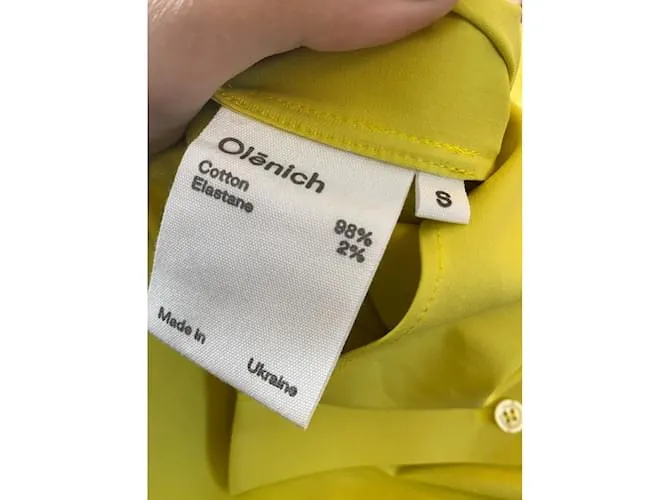 Olēnich
Cotton 98%
Elastane 2%
Made in Ukraine
S